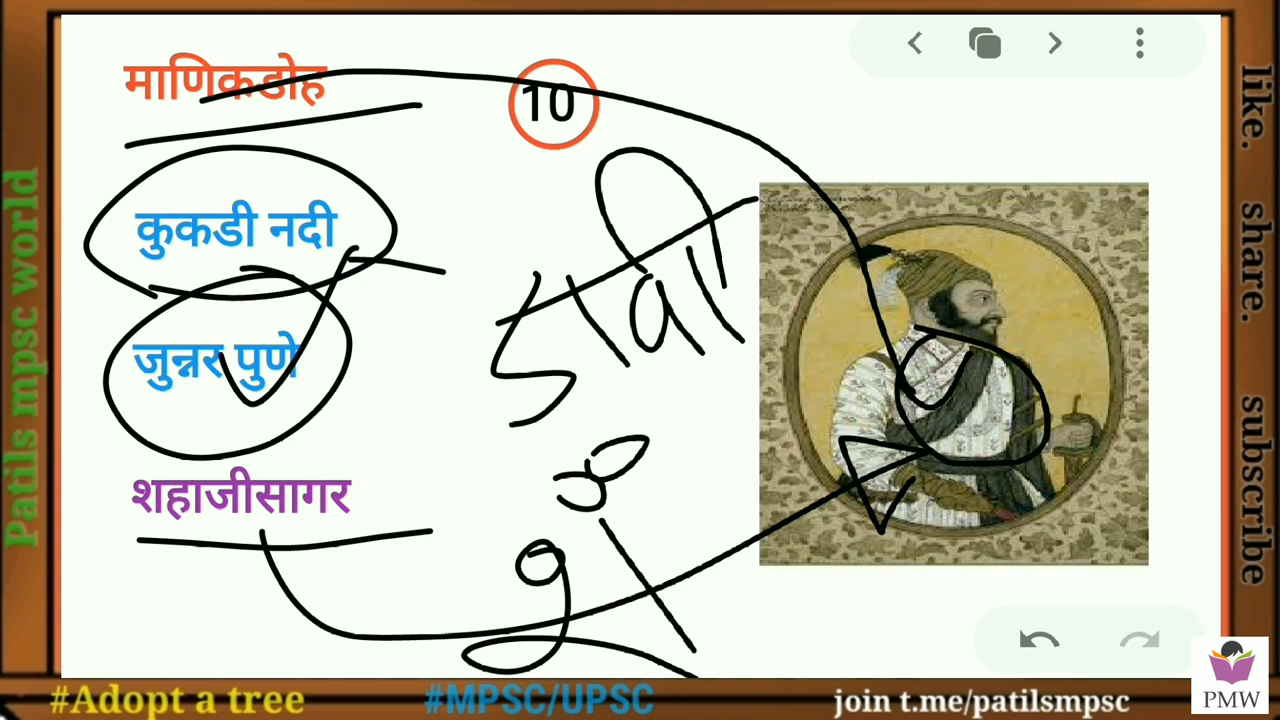 माणिकडोह
10
कुकडी नदी
जुन्नर पुणे
शहाजीसागर
Patils mpsc world
like. share. subscribe
#Adopt a tree
#MPSC/UPSC
join t.me/patilsmpsc
PMW